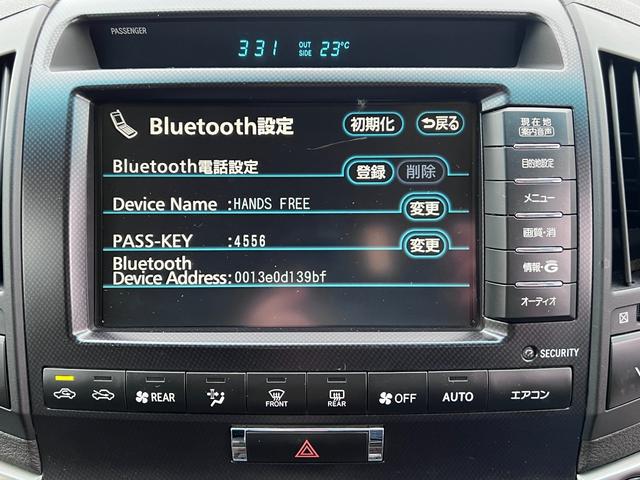 PASSENGER
331 OUT SIDE 23°C
Bluetooth設定 初期化 戻る
Bluetooth電話設定 登録 削除
Device Name :HANDS FREE 変更
PASS-KEY :4556 変更
Bluetooth
Device Address:0013e0d139bf
現在地
(案内音声)
目的地設定
メニュー
画質・消
情報・G
オーディオ
SECURITY
REAR FRONT REAR OFF AUTO エアコン